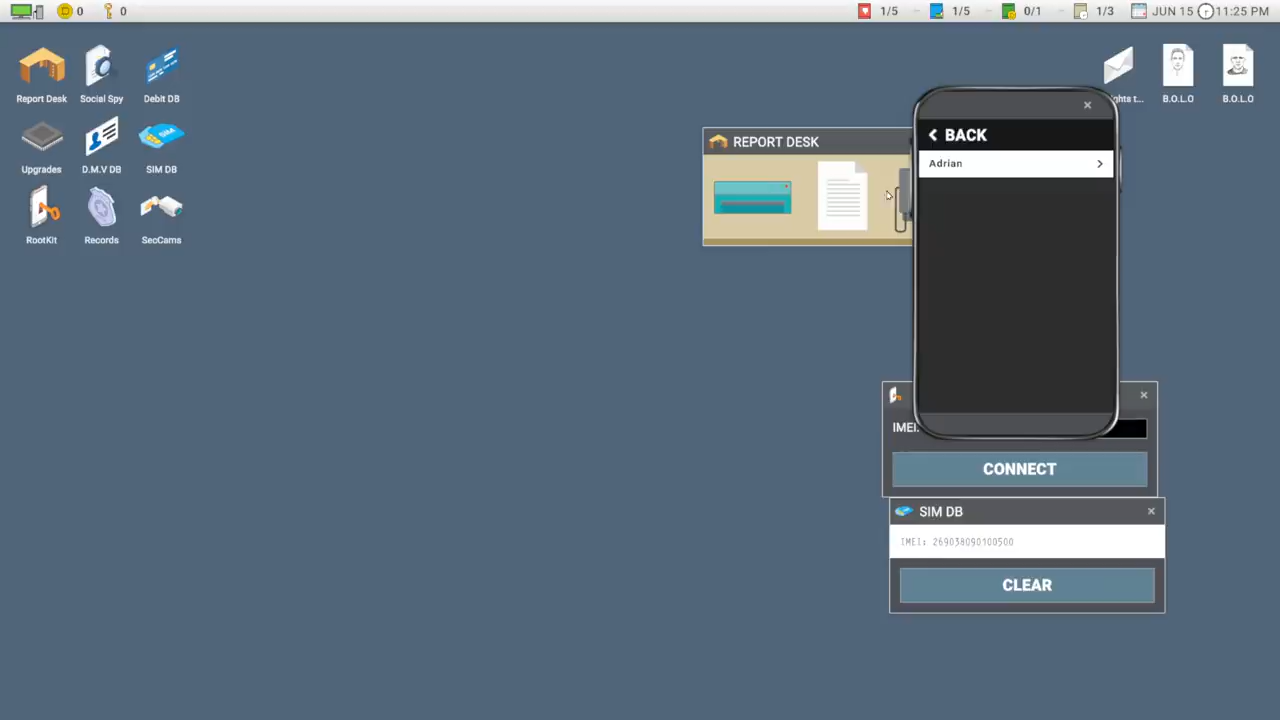 0 0 1/5 1/5 0/1 1/3 JUN 15 11:25 PM
Report Desk Social Spy Debit DB
Upgrades D.M.V DB SIM DB
RootKit Records SecCams
B.O.L.O B.O.L.O
REPORT DESK
BACK
Adrian
IMEI:
CONNECT
SIM DB
IMEI: 269038090100500
CLEAR